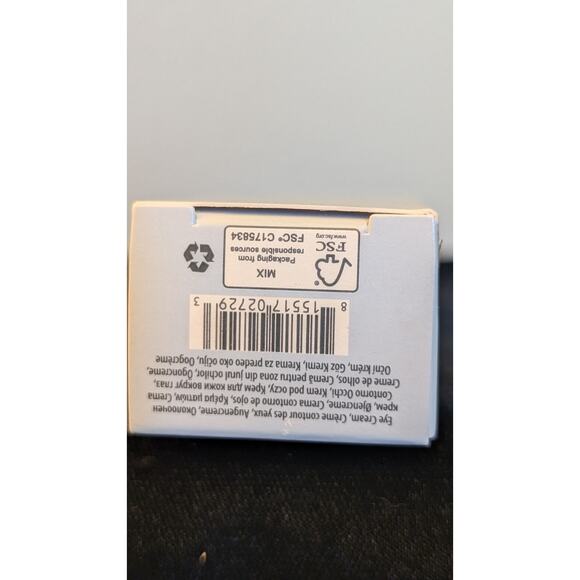 Eye Cream, Crème contour des yeux, Augencreme, Околоочен
крем, Øjencreme, Crema contorno de ojos, Κρέμα ματιών, Crema
Contorno Occhi, Krem pod oczy, Крем для кожи вокруг глаз,
Creme de olhos, Cremă pentru zona din jurul ochilor, Ögoncreme,
Oční krém, Göz Kremi, Krema za predeo oko očiju, Oogcrème
8 15517 02729 3
MIX
Packaging from
responsible sources
FSC® C175834
FSC
www.fsc.org